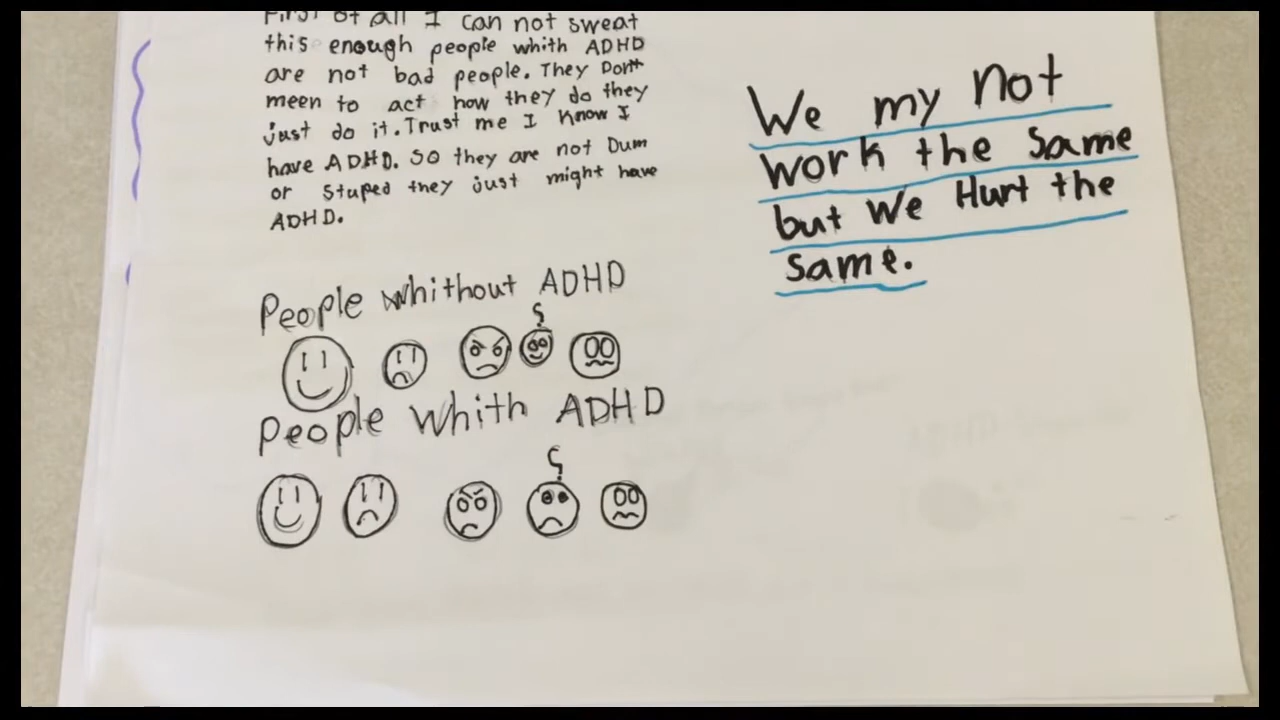 First of all I can not sweat
this enough people whith ADHD
are not bad people. They Dont
meen to act how they do they
just do it. Trust me I know I
have ADHD. So they are not Dum
or stuped they just might have
ADHD.
People whithout ADHD
People whith ADHD
We my not
work the same
but we Hurt the
same.